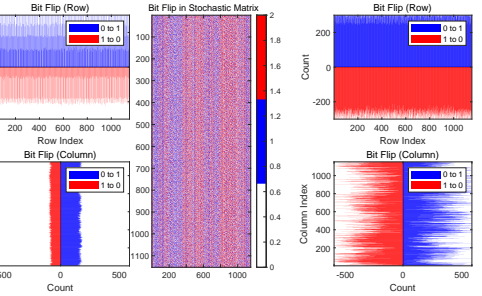 Bit Flip (Row)
0 to 1
1 to 0
200 400 600 800 1000
Row Index
Bit Flip (Column)
0 to 1
1 to 0
0 500
Count
Bit Flip in Stochastic Matrix
100
200
300
400
500
600
700
800
900
1000
1100
200 600 1000
2
1.8
1.6
1.4
1.2
1
0.8
0.6
0.4
0.2
0
Bit Flip (Row)
0 to 1
1 to 0
200
0
-200
Count
200 400 600 800 1000
Row Index
Bit Flip (Column)
0 to 1
1 to 0
1000
800
600
400
200
Column Index
-500 0 500
Count